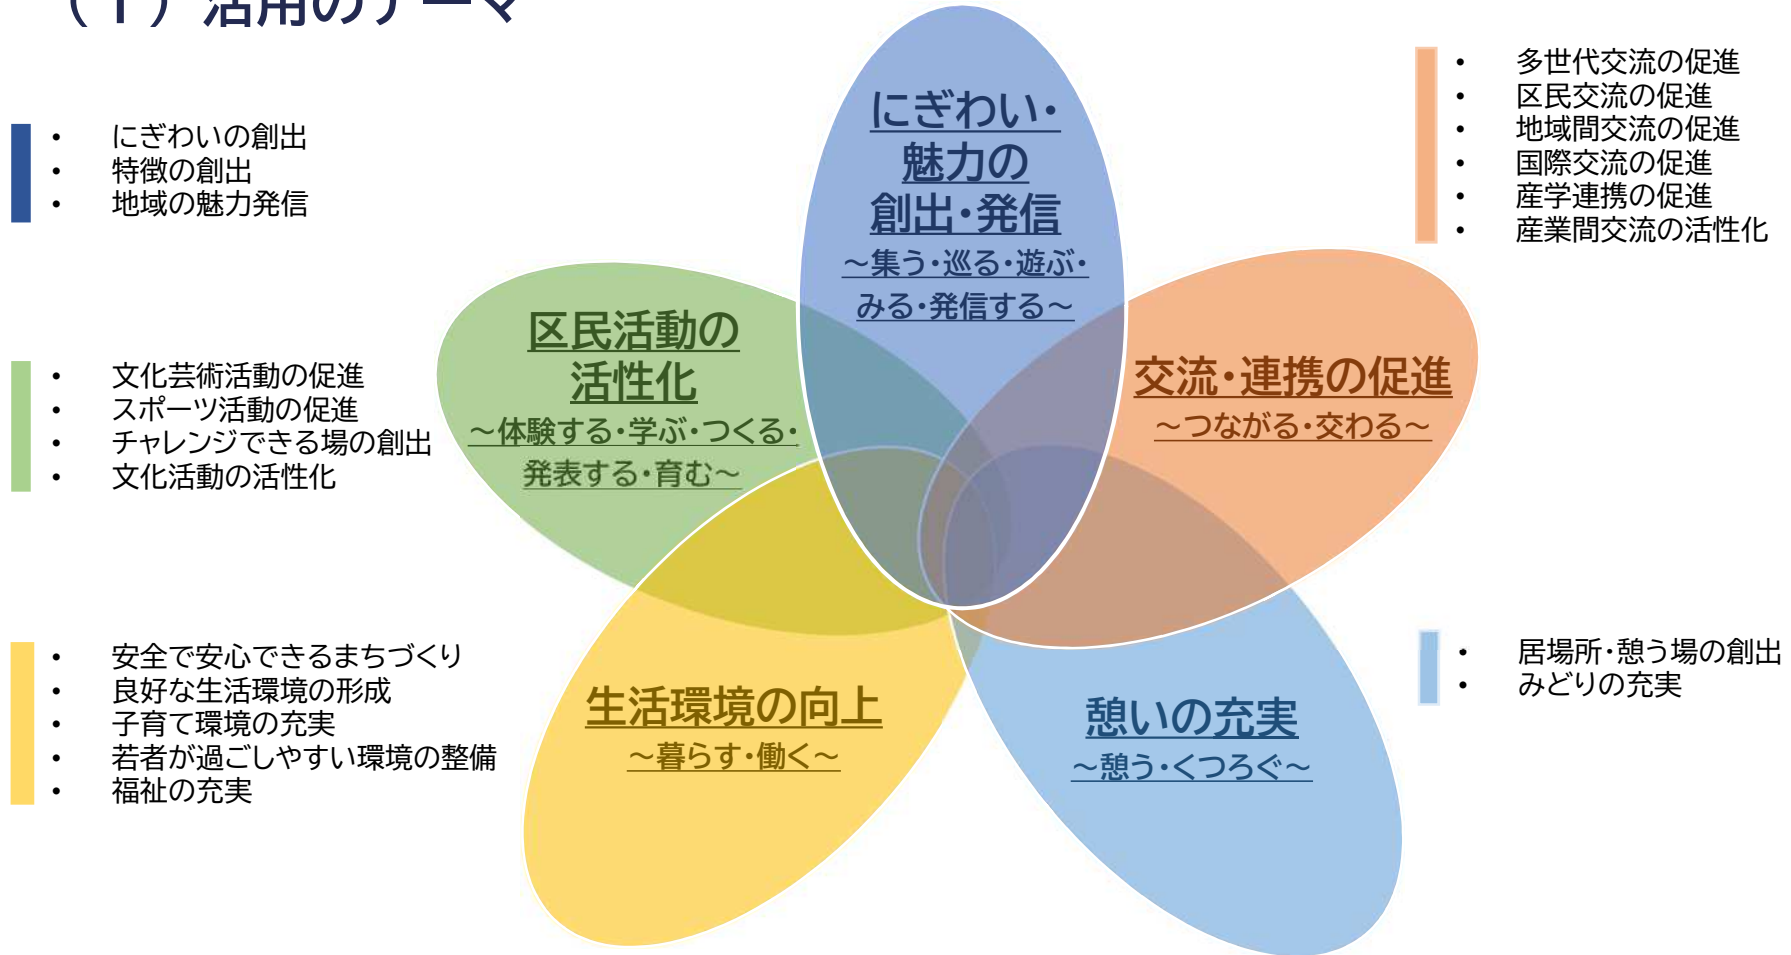 （１）活用のテーマ
• にぎわいの創出
• 特徴の創出
• 地域の魅力発信
• 文化芸術活動の促進
• スポーツ活動の促進
• チャレンジできる場の創出
• 文化活動の活性化
• 安全で安心できるまちづくり
• 良好な生活環境の形成
• 子育て環境の充実
• 若者が過ごしやすい環境の整備
• 福祉の充実
にぎわい・
魅力の
創出・発信
～集う・巡る・遊ぶ・
みる・発信する～
区民活動の
活性化
～体験する・学ぶ・つくる・
発表する・育む～
交流・連携の促進
～つながる・交わる～
生活環境の向上
～暮らす・働く～
憩いの充実
～憩う・くつろぐ～
• 多世代交流の促進
• 区民交流の促進
• 地域間交流の促進
• 国際交流の促進
• 産学連携の促進
• 産業間交流の活性化
• 居場所・憩う場の創出
• みどりの充実